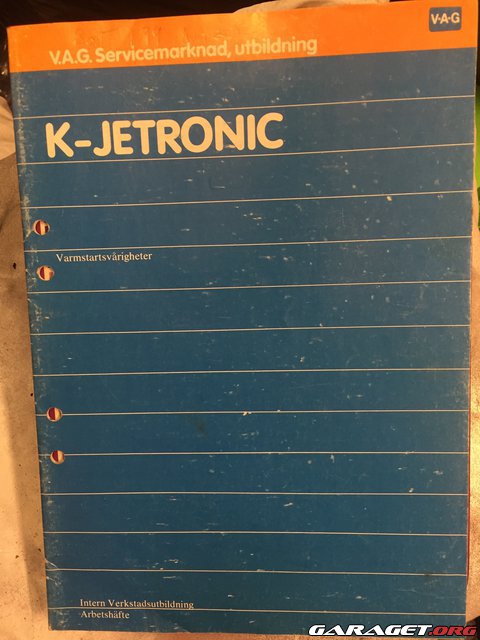 V·A·G
V.A.G. Servicemarknad, utbildning
K-JETRONIC
Varmstartsvårigheter
Intern Verkstadsutbildning
Arbetshäfte
GARAGET.ORG